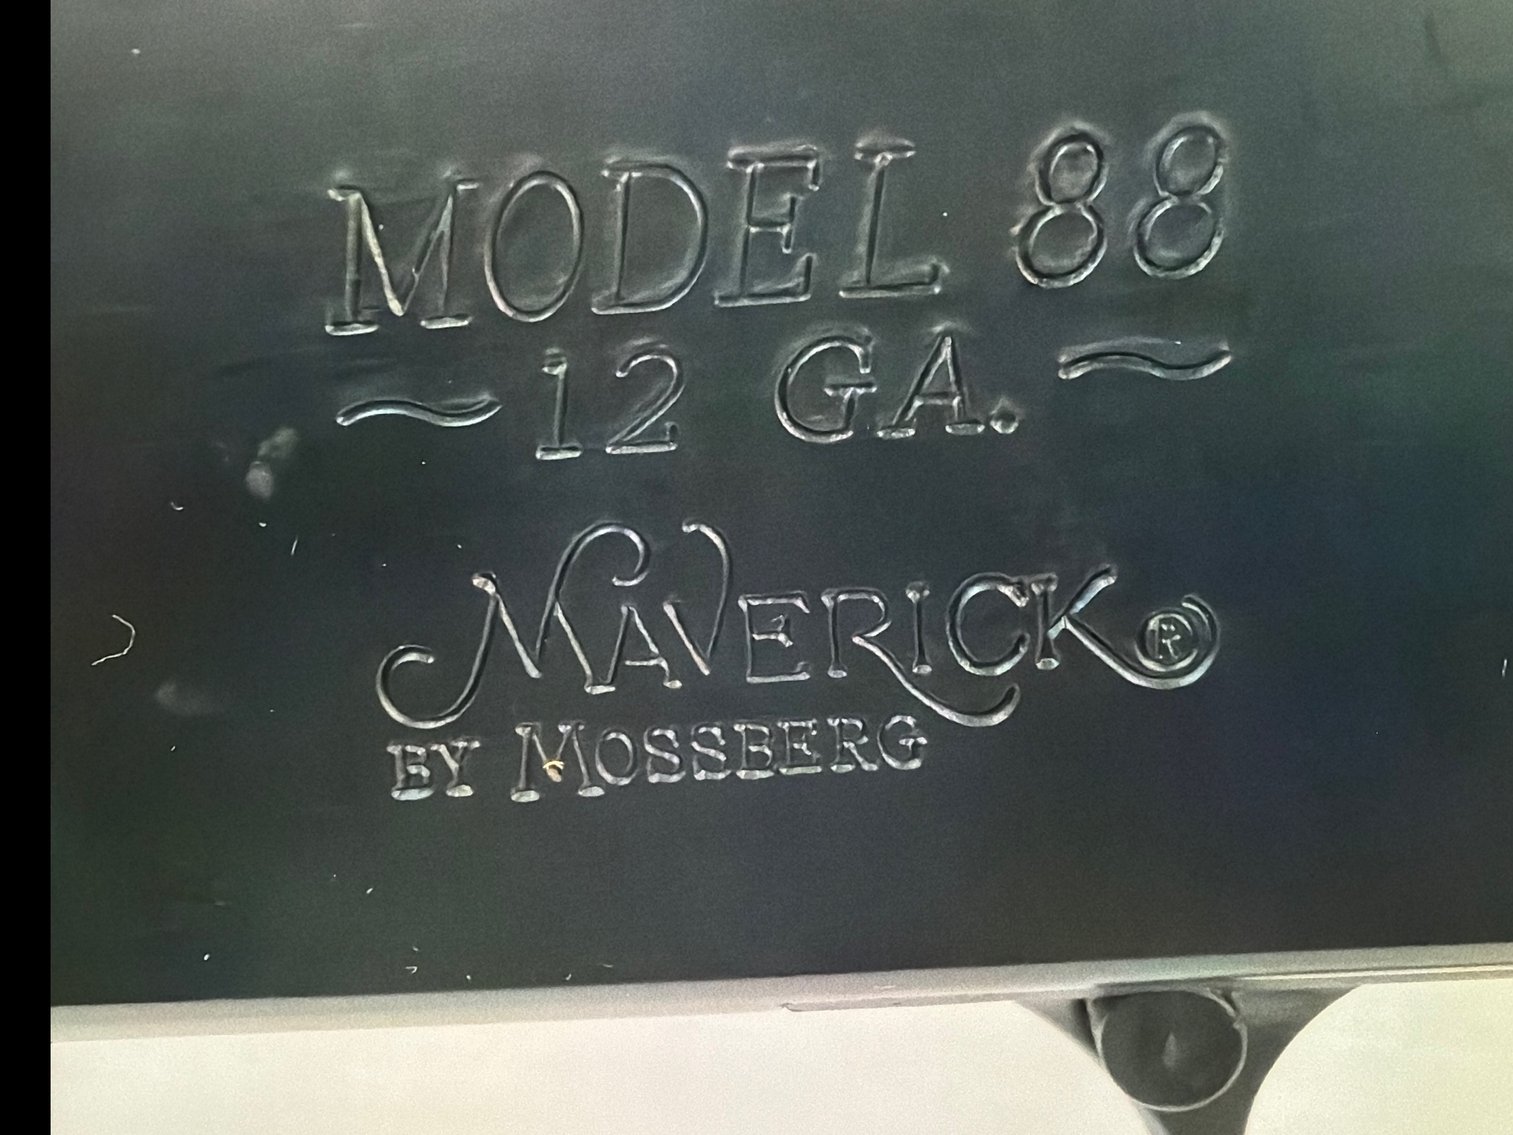 MODEL 88
~ 12 GA. ~
MAVERICK®
BY MOSSBERG